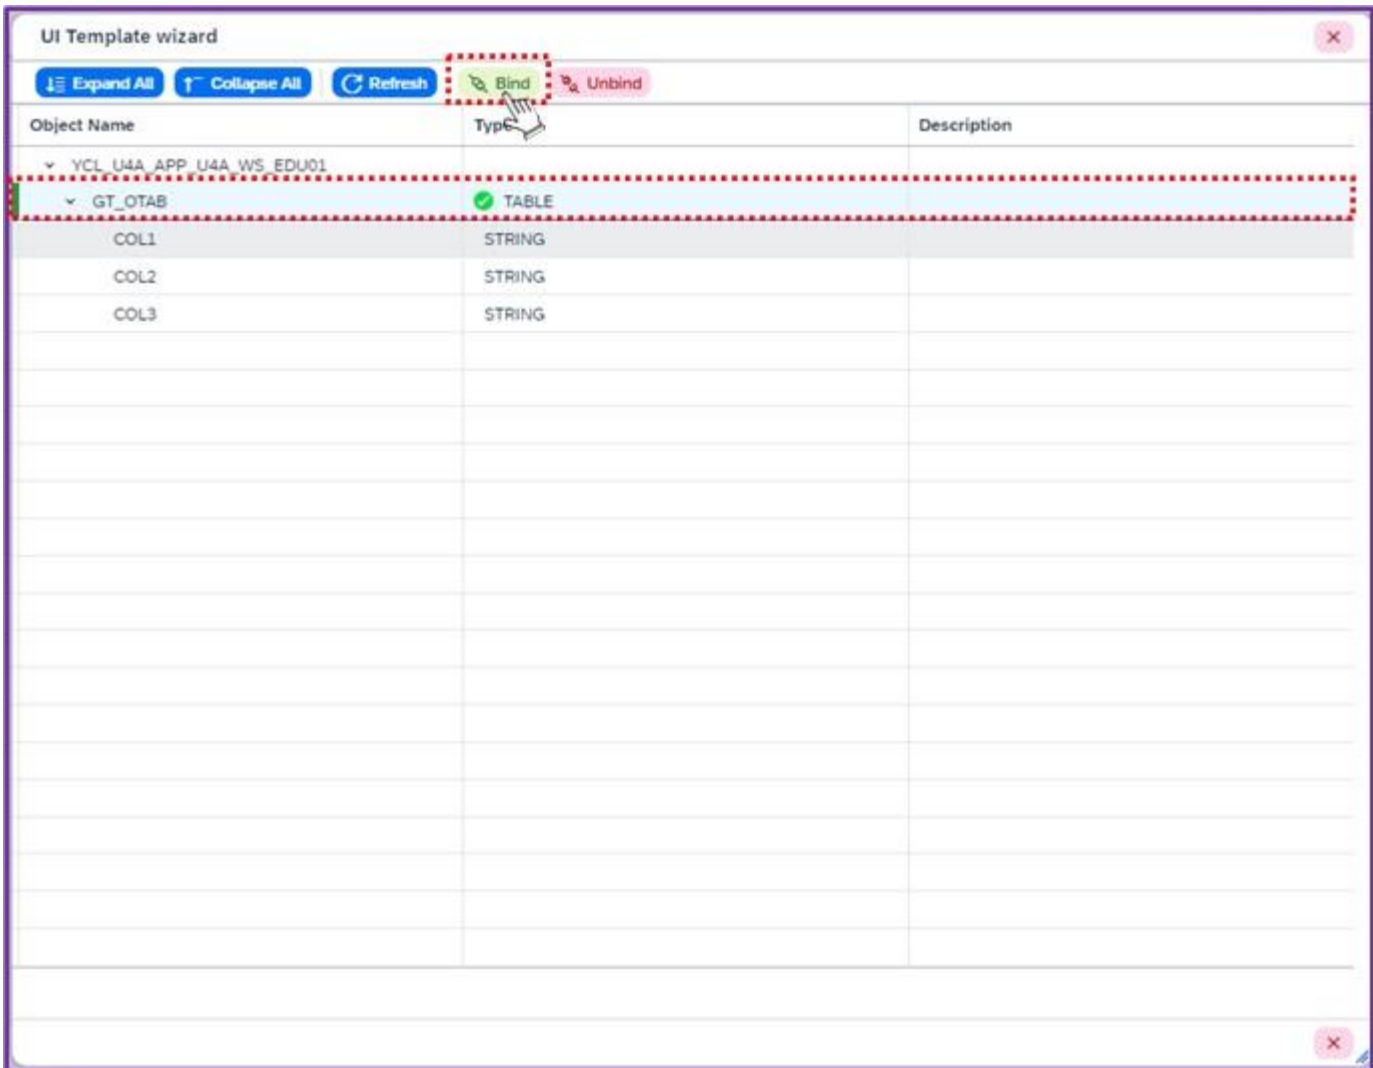 UI Template wizard
Expand All Collapse All Refresh Bind Unbind
Object Name Type Description
YCL_U4A_APP_U4A_WS_EDU01
GT_OTAB TABLE
COL1 STRING
COL2 STRING
COL3 STRING